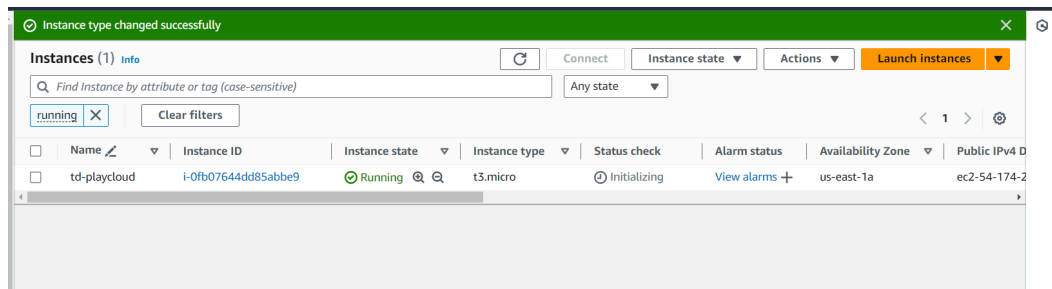 Instance type changed successfully
Instances (1) Info
Connect Instance state Actions Launch instances
Find Instance by attribute or tag (case-sensitive) Any state
running Clear filters 1
Name Instance ID Instance state Instance type Status check Alarm status Availability Zone Public IPv4 D
td-playcloud i-0fb07644dd85abbe9 Running t3.micro Initializing View alarms + us-east-1a ec2-54-174-2